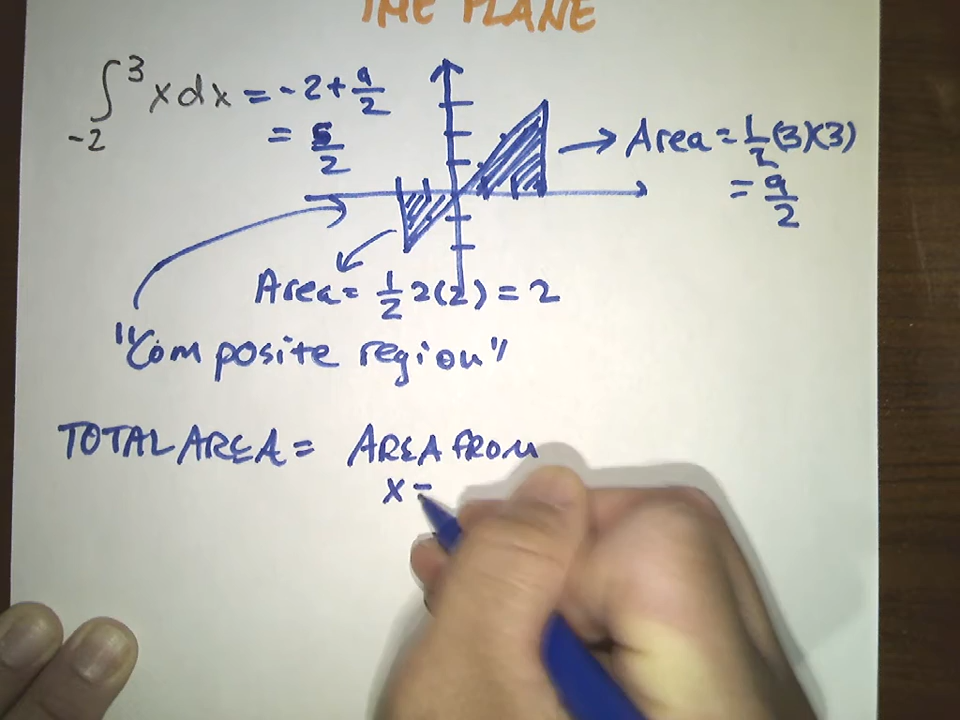 THE PLANE
∫₋₂³ x dx = -2 + 9/2
= 5/2
Area = 1/2 (3)(3)
= 9/2
Area = 1/2 2(2) = 2
"Composite region"
TOTAL AREA = AREA FROM
x =